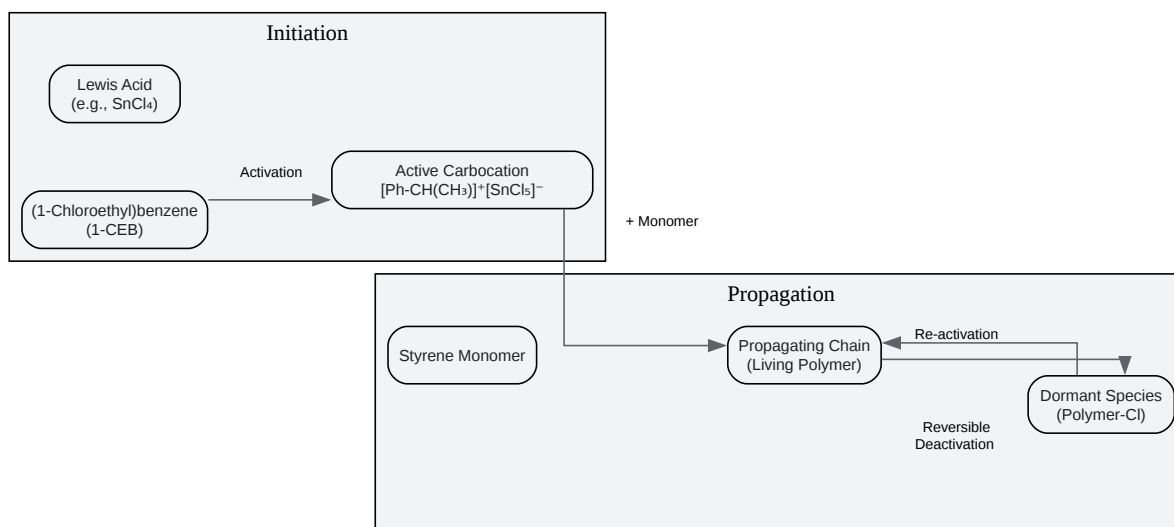 Initiation
Lewis Acid
(e.g., SnCl₄)
Activation
Active Carbocation
[Ph-CH(CH₃)]⁺[SnCl₅]⁻
(1-Chloroethyl)benzene
(1-CEB)
+ Monomer
Propagation
Styrene Monomer
Propagating Chain
(Living Polymer)
Re-activation
Dormant Species
(Polymer-Cl)
Reversible
Deactivation